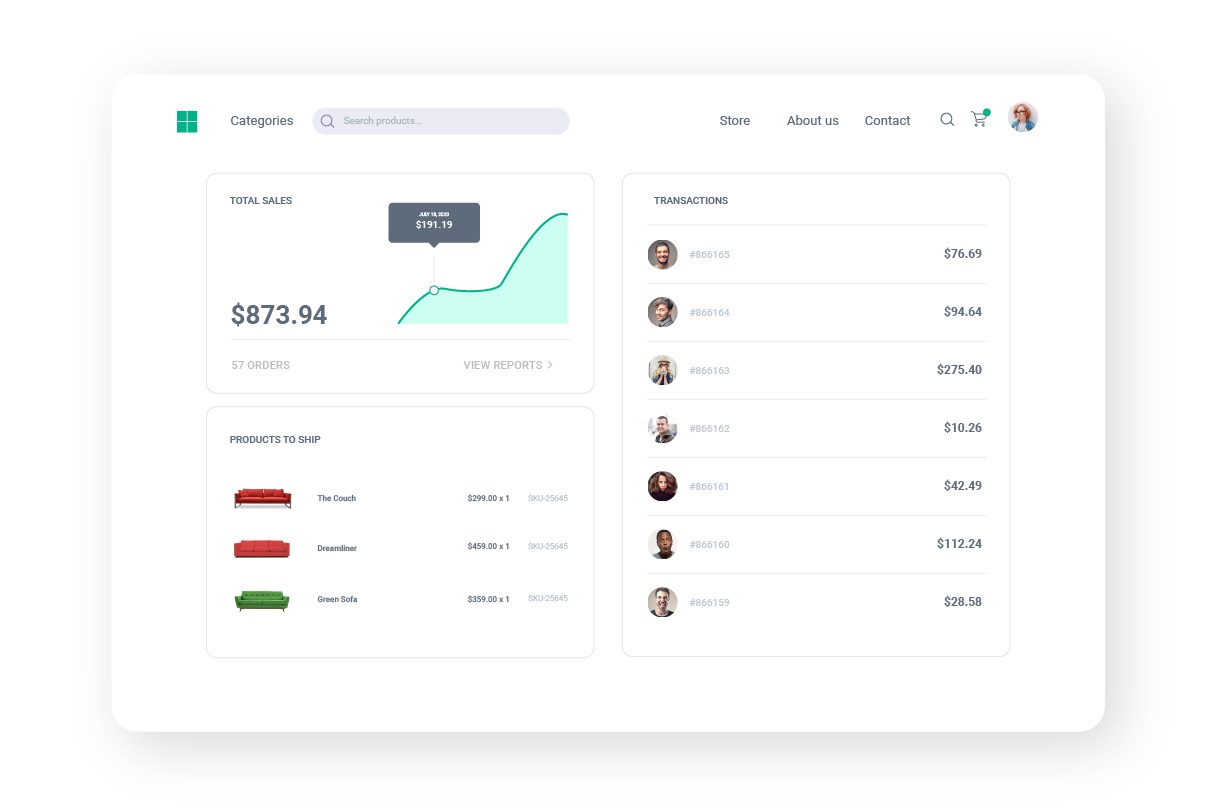 Categories
Search products...
Store
About us
Contact
TOTAL SALES
JULY 18, 2020
$191.19
$873.94
57 ORDERS
VIEW REPORTS
PRODUCTS TO SHIP
The Couch $299.00 x 1 SKU-25645
Dreamliner $459.00 x 1 SKU-25645
Green Sofa $359.00 x 1 SKU-25645
TRANSACTIONS
#866165 $76.69
#866164 $94.64
#866163 $275.40
#866162 $10.26
#866161 $42.49
#866160 $112.24
#866159 $28.58